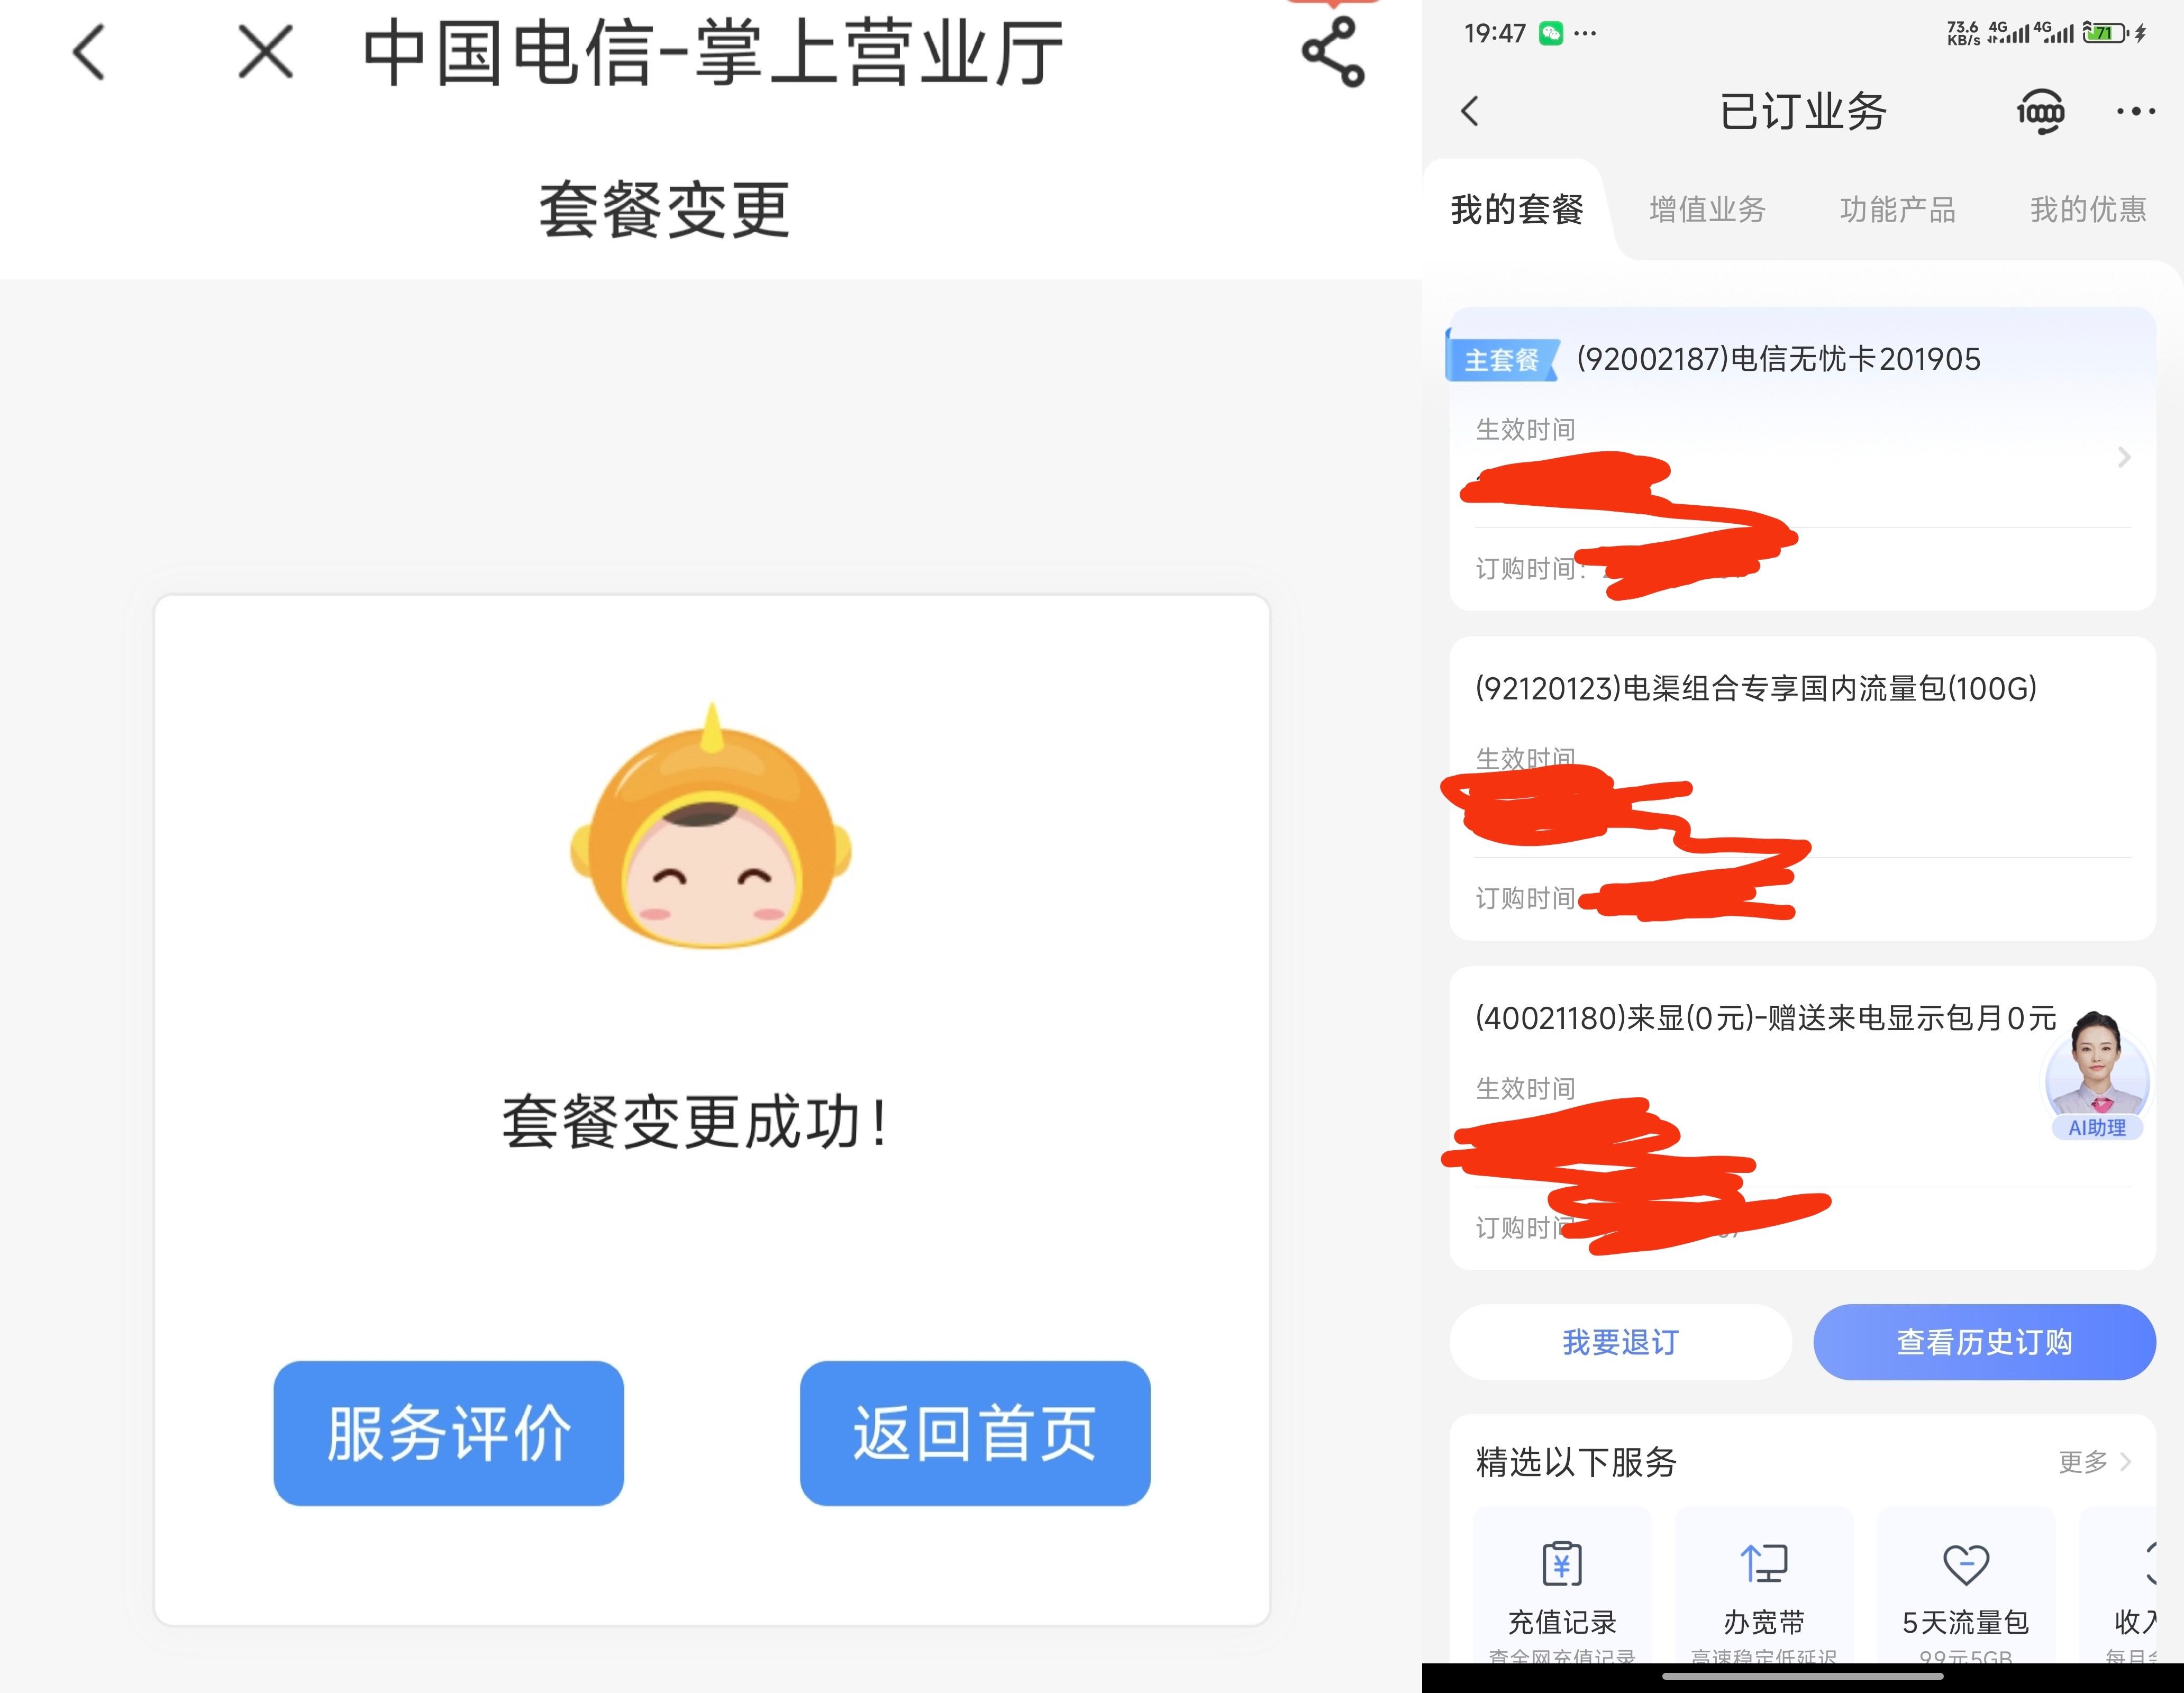 中国电信-掌上营业厅
套餐变更
套餐变更成功!
服务评价
返回首页
19:47
73.6 KB/s 4G 4G 71
已订业务
10000
我的套餐 增值业务 功能产品 我的优惠
主套餐 (92002187)电信无忧卡201905
生效时间
订购时间:
(92120123)电渠组合专享国内流量包(100G)
生效时间
订购时间
(40021180)来显(0元)-赠送来电显示包月0元
生效时间
AI助理
订购时间
我要退订
查看历史订购
精选以下服务
更多
充值记录 办宽带 5天流量包 收入
查全网充值记录 高速稳定低延迟 99元5GB 每月